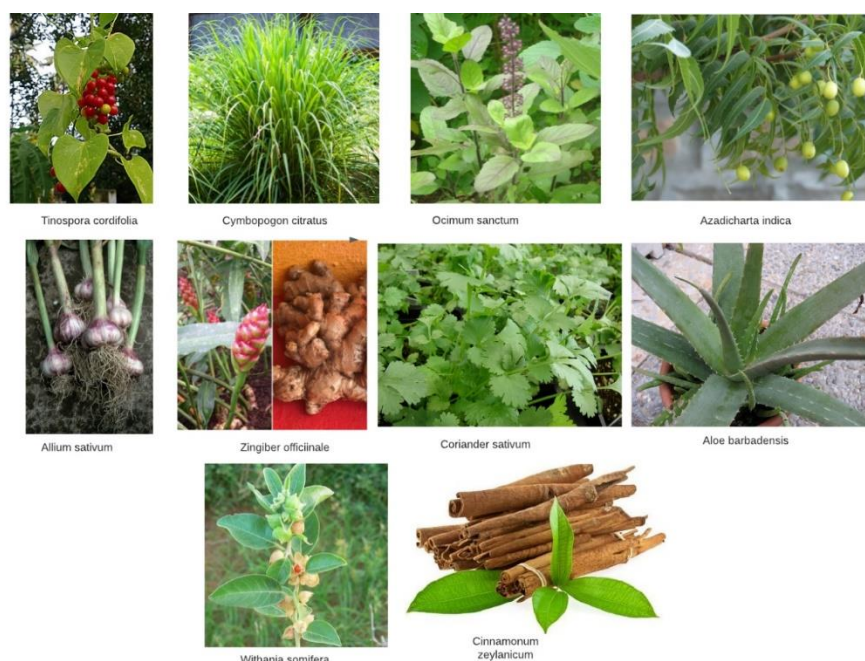 Tinospora cordifolia
Cymbopogon citratus
Ocimum sanctum
Azadicharta indica
Allium sativum
Zingiber officiinale
Coriander sativum
Aloe barbadensis
Withania somifera
Cinnamonum
zeylanicum